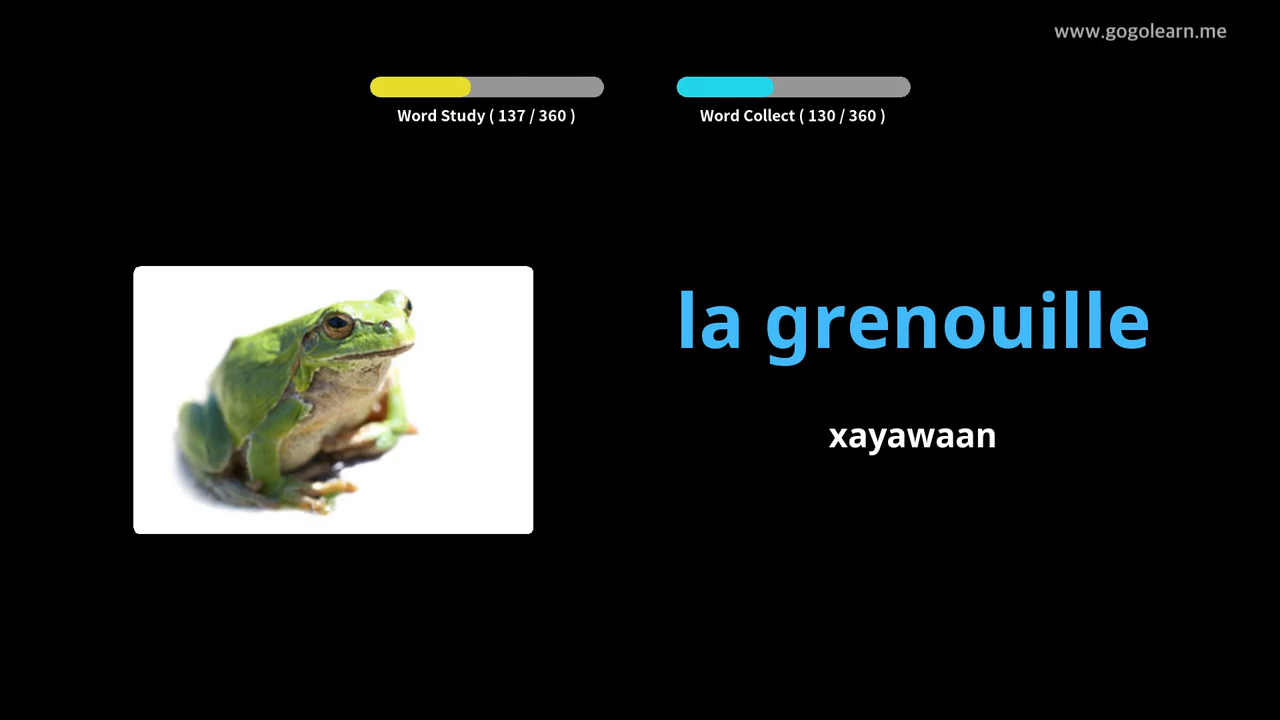 www.gogolearn.me
Word Study ( 137 / 360 )
Word Collect ( 130 / 360 )
la grenouille
xayawaan